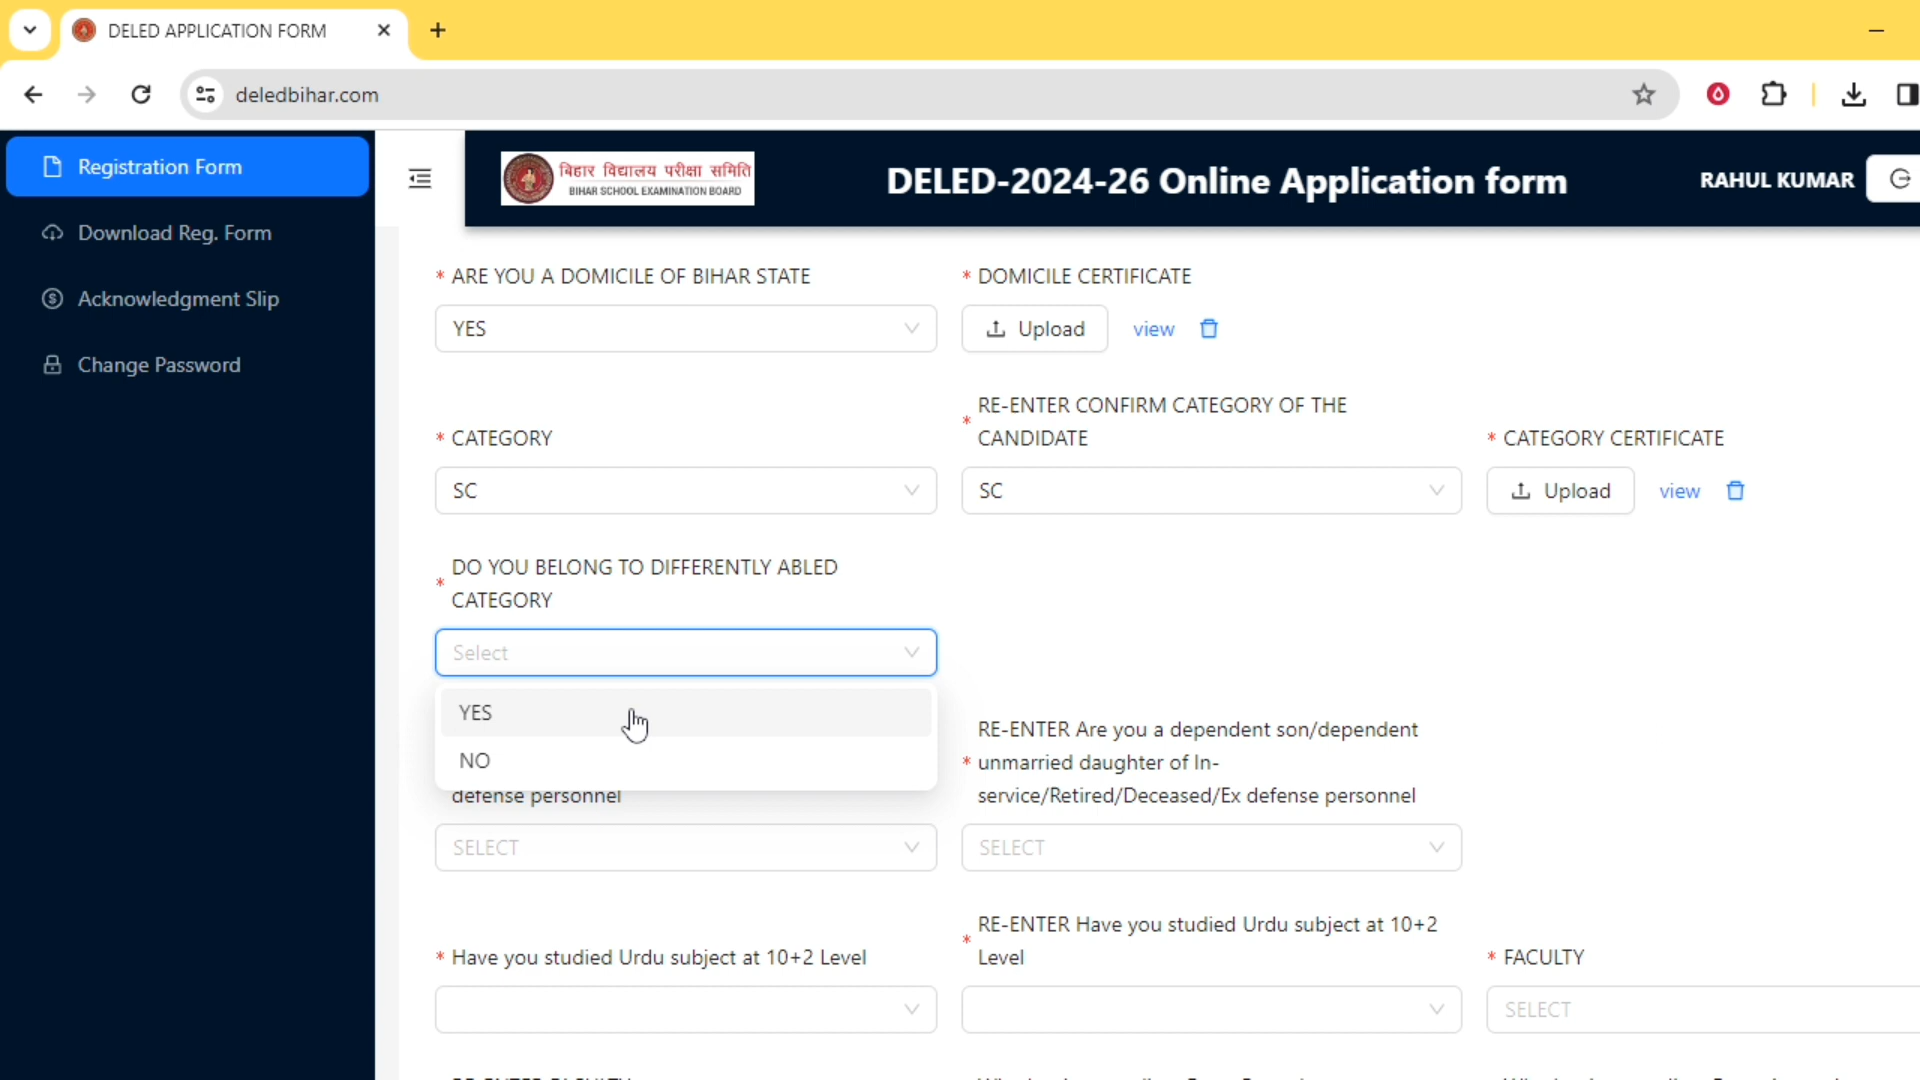 DELED APPLICATION FORM
deledbihar.com
Registration Form
Download Reg. Form
Acknowledgment Slip
Change Password
बिहार विद्यालय परीक्षा समिति
BIHAR SCHOOL EXAMINATION BOARD
DELED-2024-26 Online Application form
RAHUL KUMAR
* ARE YOU A DOMICILE OF BIHAR STATE
YES
* DOMICILE CERTIFICATE
Upload view
* CATEGORY
SC
* RE-ENTER CONFIRM CATEGORY OF THE
CANDIDATE
SC
* CATEGORY CERTIFICATE
Upload view
* DO YOU BELONG TO DIFFERENTLY ABLED
CATEGORY
Select
YES
NO
defense personnel
SELECT
RE-ENTER Are you a dependent son/dependent
* unmarried daughter of In-
service/Retired/Deceased/Ex defense personnel
SELECT
* Have you studied Urdu subject at 10+2 Level
* RE-ENTER Have you studied Urdu subject at 10+2
Level
* FACULTY
SELECT